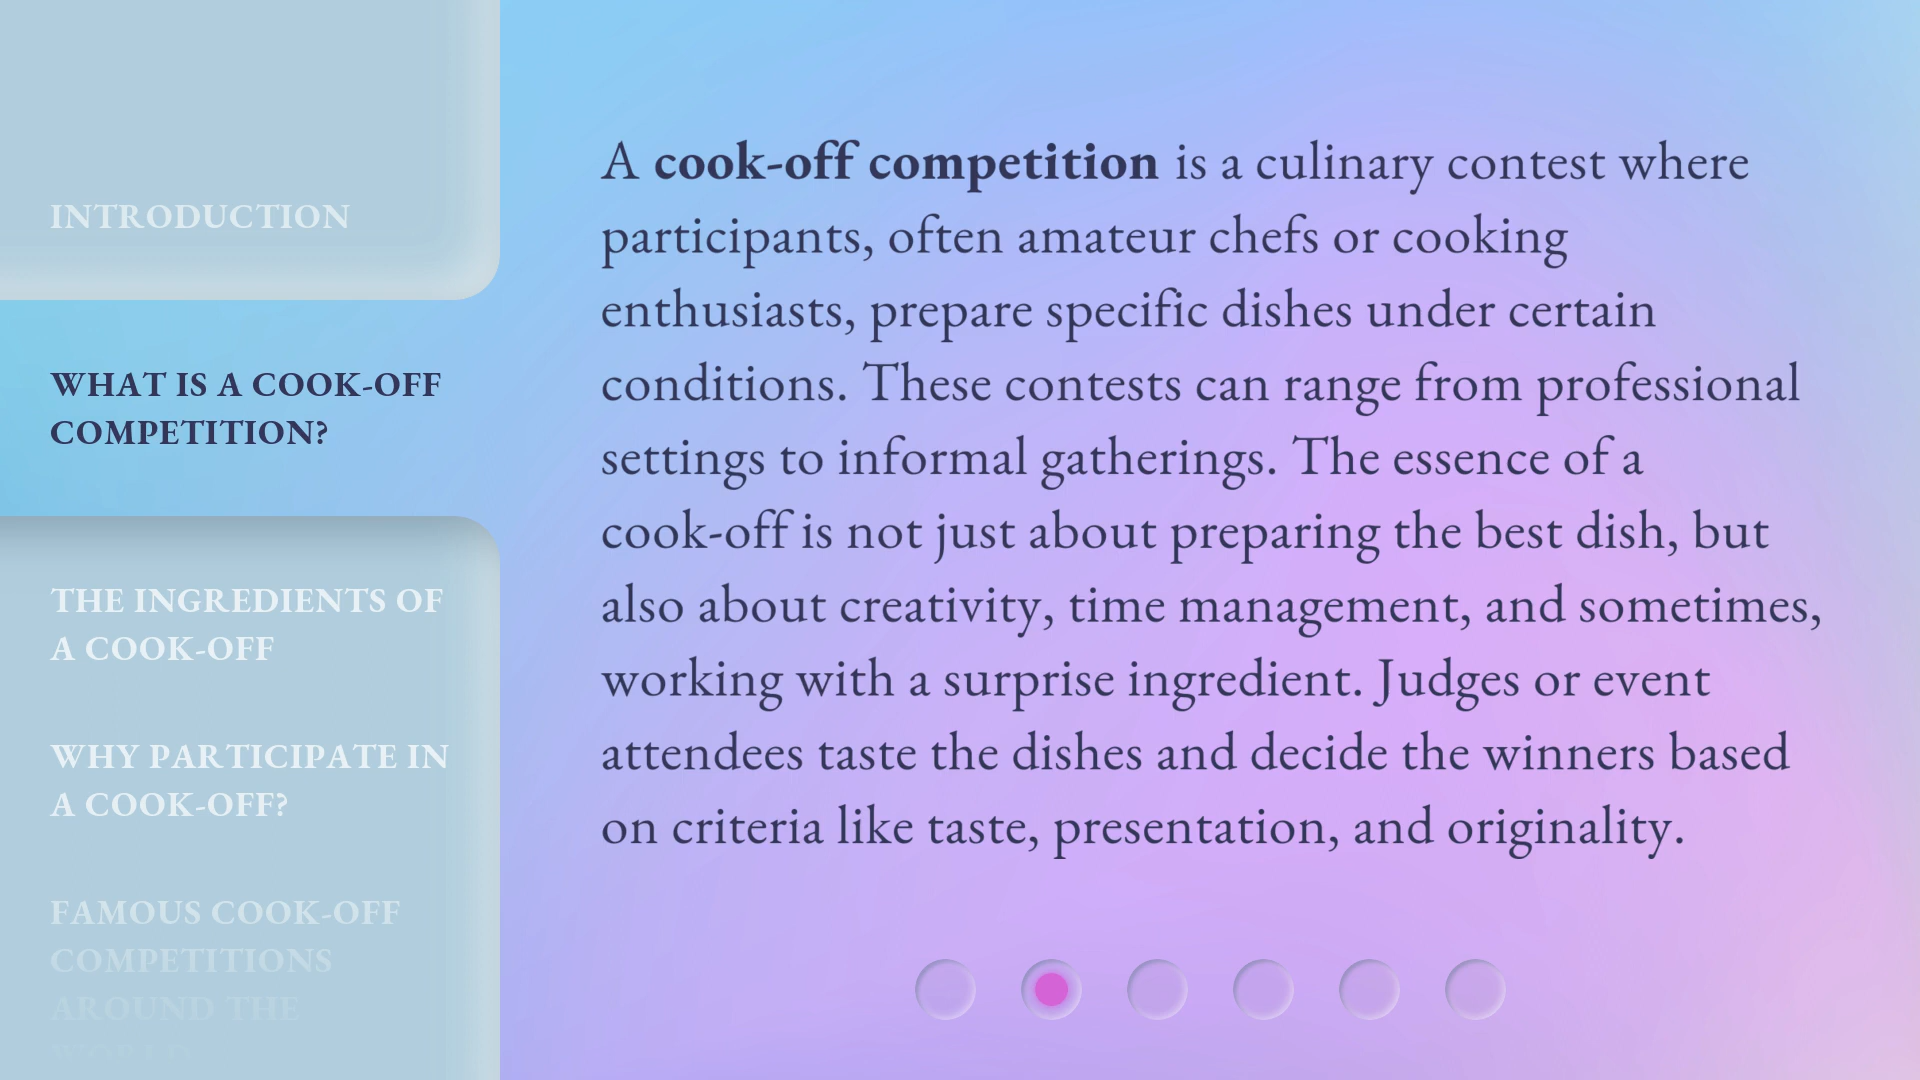 INTRODUCTION
WHAT IS A COOK-OFF
COMPETITION?
THE INGREDIENTS OF
A COOK-OFF
WHY PARTICIPATE IN
A COOK-OFF?
FAMOUS COOK-OFF
COMPETITIONS
AROUND THE
WORLD
A cook-off competition is a culinary contest where
participants, often amateur chefs or cooking
enthusiasts, prepare specific dishes under certain
conditions. These contests can range from professional
settings to informal gatherings. The essence of a
cook-off is not just about preparing the best dish, but
also about creativity, time management, and sometimes,
working with a surprise ingredient. Judges or event
attendees taste the dishes and decide the winners based
on criteria like taste, presentation, and originality.